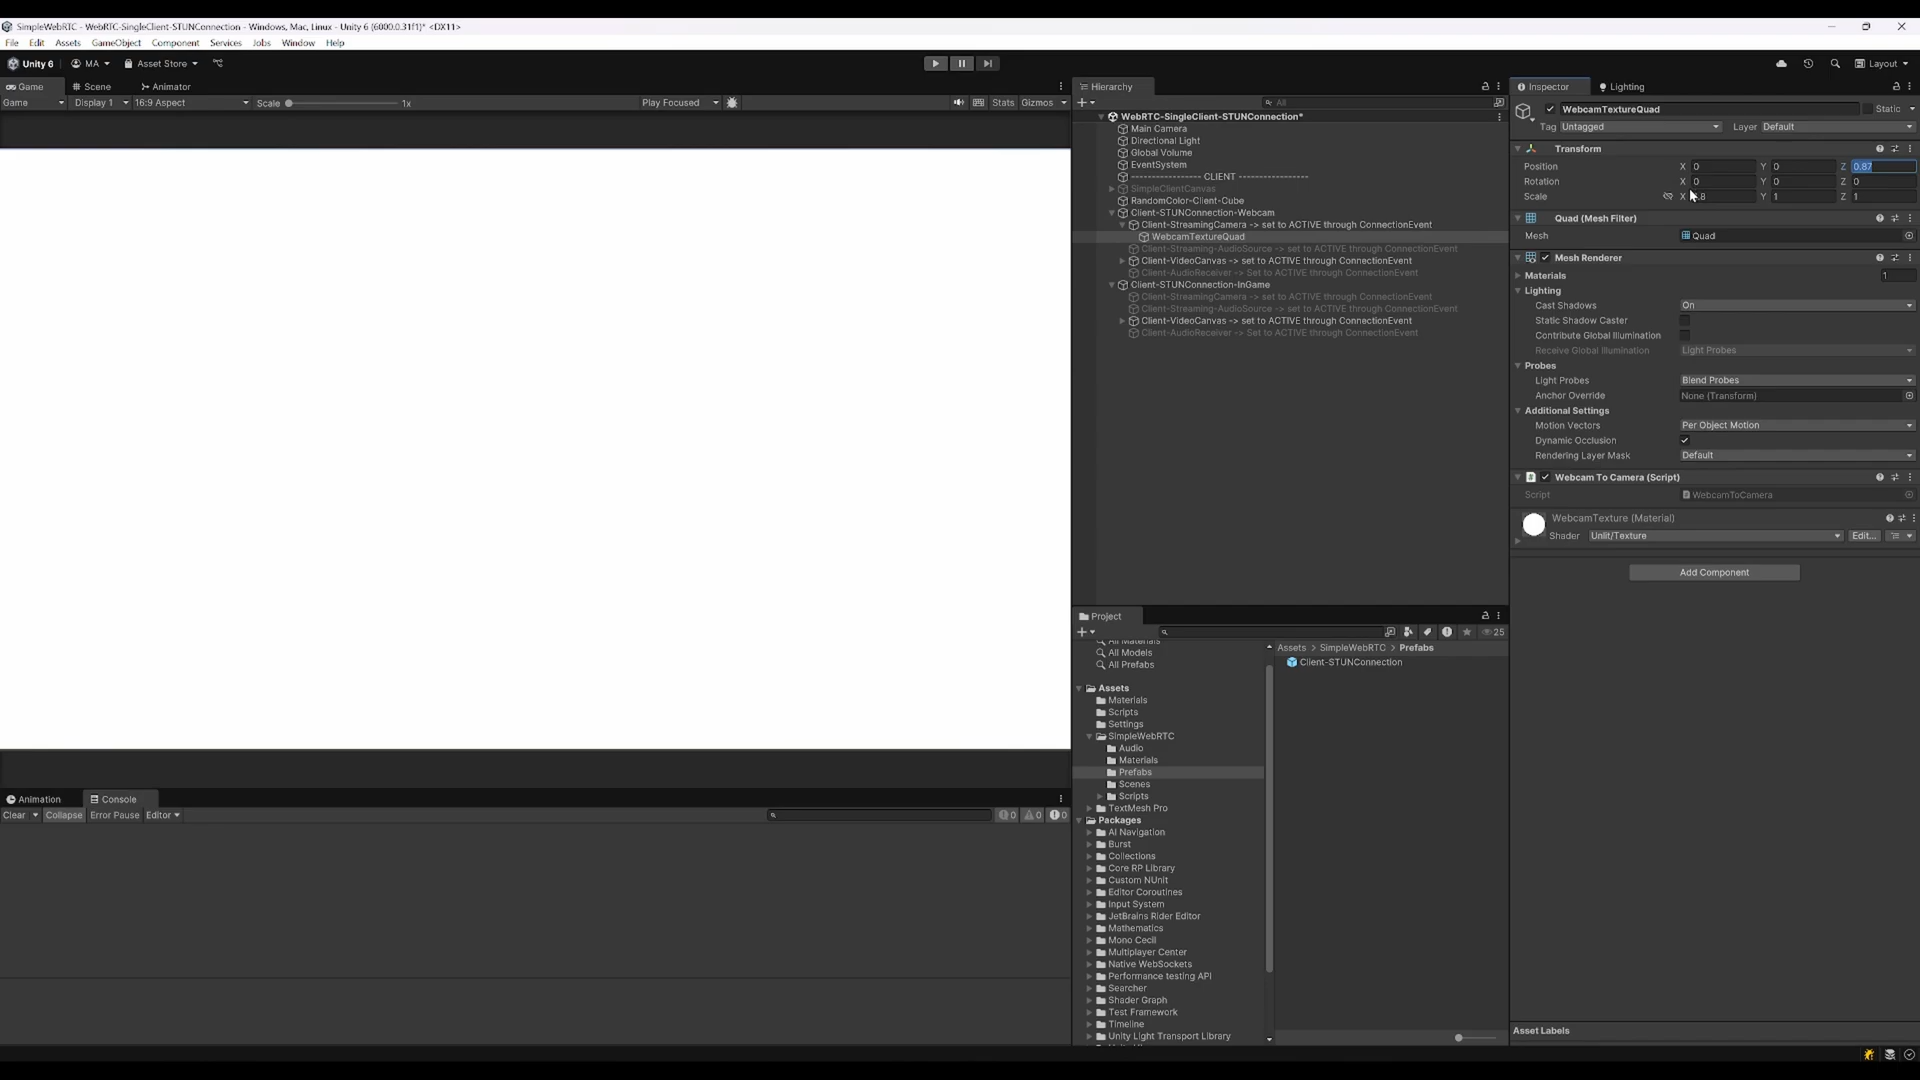 SimpleWebRTC - WebRTC-SingleClient-STUNConnection - Windows, Mac, Linux - Unity 6 (6000.0.31f1)* <DX11>
File Edit Assets GameObject Component Services Jobs Window Help
Unity 6 MA Asset Store Layout
Game Scene Animator
Game Display 1 16:9 Aspect Scale 1x Play Focused Stats Gizmos
Hierarchy
All
WebRTC-SingleClient-STUNConnection*
Main Camera
Directional Light
Global Volume
EventSystem
----------------- CLIENT -----------------
SimpleClientCanvas
RandomColor-Client-Cube
Client-STUNConnection-Webcam
Client-StreamingCamera -> set to ACTIVE through ConnectionEvent
WebcamTextureQuad
Client-Streaming-AudioSource -> set to ACTIVE through ConnectionEvent
Client-VideoCanvas -> set to ACTIVE through ConnectionEvent
Client-AudioReceiver -> Set to ACTIVE through ConnectionEvent
Client-STUNConnection-InGame
Client-StreamingCamera -> set to ACTIVE through ConnectionEvent
Client-Streaming-AudioSource -> set to ACTIVE through ConnectionEvent
Client-VideoCanvas -> set to ACTIVE through ConnectionEvent
Client-AudioReceiver -> Set to ACTIVE through ConnectionEvent
Inspector Lighting
WebcamTextureQuad Static
Tag Untagged Layer Default
Transform
Position X 0 Y 0 Z 0.87
Rotation X 0 Y 0 Z 0
Scale X .8 Y 1 Z 1
Quad (Mesh Filter)
Mesh Quad
Mesh Renderer
Materials 1
Lighting
Cast Shadows On
Static Shadow Caster
Contribute Global Illumination
Receive Global Illumination Light Probes
Probes
Light Probes Blend Probes
Anchor Override None (Transform)
Additional Settings
Motion Vectors Per Object Motion
Dynamic Occlusion
Rendering Layer Mask Default
Webcam To Camera (Script)
Script WebcamToCamera
WebcamTexture (Material)
Shader Unlit/Texture Edit...
Add Component
Asset Labels
Project
25
All Materials
All Models
All Prefabs
Assets
Materials
Scripts
Settings
SimpleWebRTC
Audio
Materials
Prefabs
Scenes
Scripts
TextMesh Pro
Packages
AI Navigation
Burst
Collections
Core RP Library
Custom NUnit
Editor Coroutines
Input System
JetBrains Rider Editor
Mathematics
Mono Cecil
Multiplayer Center
Native WebSockets
Performance testing API
Searcher
Shader Graph
Test Framework
Timeline
Unity Light Transport Library
Assets > SimpleWebRTC > Prefabs
Client-STUNConnection
Animation Console
Clear Collapse Error Pause Editor 0 0 0